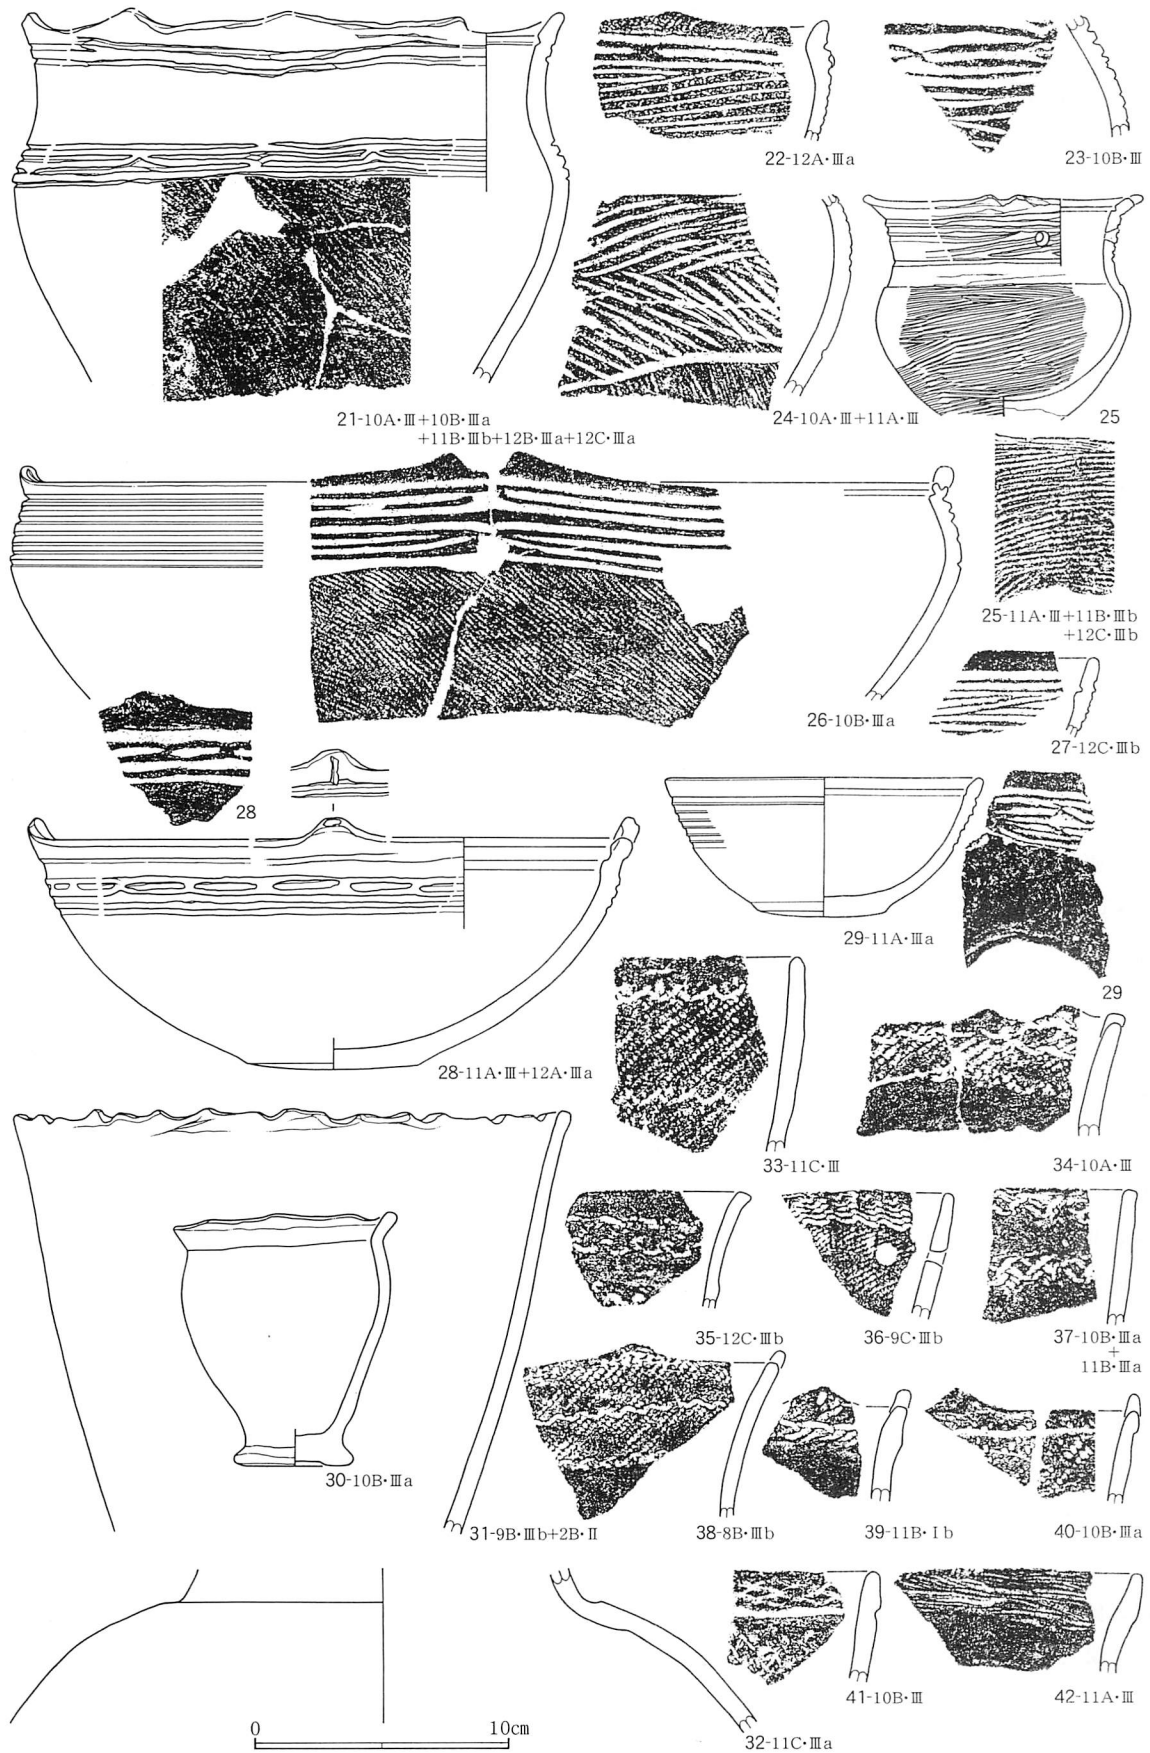 22-12A·Ⅲa
23-10B·Ⅲ
21-10A·Ⅲ+10B·Ⅲa
+11B·Ⅲb+12B·Ⅲa+12C·Ⅲa
24-10A·Ⅲ+11A·Ⅲ
25
25-11A·Ⅲ+11B·Ⅲb
+12C·Ⅲb
26-10B·Ⅲa
27-12C·Ⅲb
28
29-11A·Ⅲa
29
28-11A·Ⅲ+12A·Ⅲa
33-11C·Ⅲ
34-10A·Ⅲ
35-12C·Ⅲb
36-9C·Ⅲb
37-10B·Ⅲa
+
11B·Ⅲa
30-10B·Ⅲa
31-9B·Ⅲb+2B·Ⅱ
38-8B·Ⅲb
39-11B·Ⅰb
40-10B·Ⅲa
41-10B·Ⅲ
42-11A·Ⅲ
0 10cm
32-11C·Ⅲa